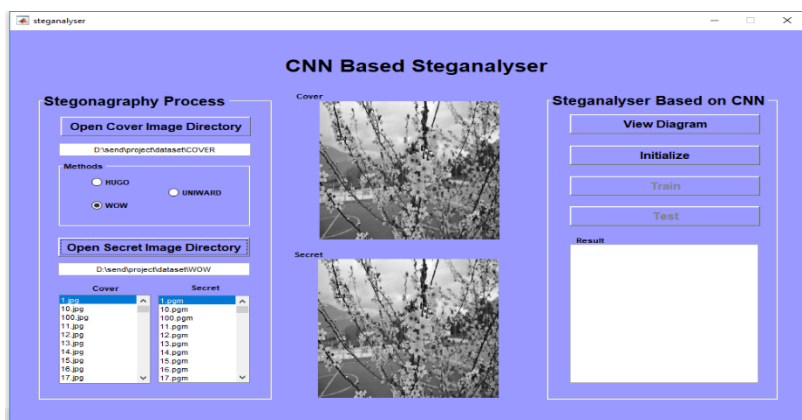 steganalyser
CNN Based Steganalyser
Stegonagraphy Process
Open Cover Image Directory
D:\send\project\dataset\COVER
Methods
HUGO
UNIWARD
WOW
Open Secret Image Directory
D:\send\project\dataset\WOW
Cover
1.jpg
10.jpg
100.jpg
11.jpg
12.jpg
13.jpg
14.jpg
15.jpg
16.jpg
17.jpg
Secret
1.pgm
10.pgm
100.pgm
11.pgm
12.pgm
13.pgm
14.pgm
15.pgm
16.pgm
17.pgm
Cover
Secret
Steganalyser Based on CNN
View Diagram
Initialize
Train
Test
Result